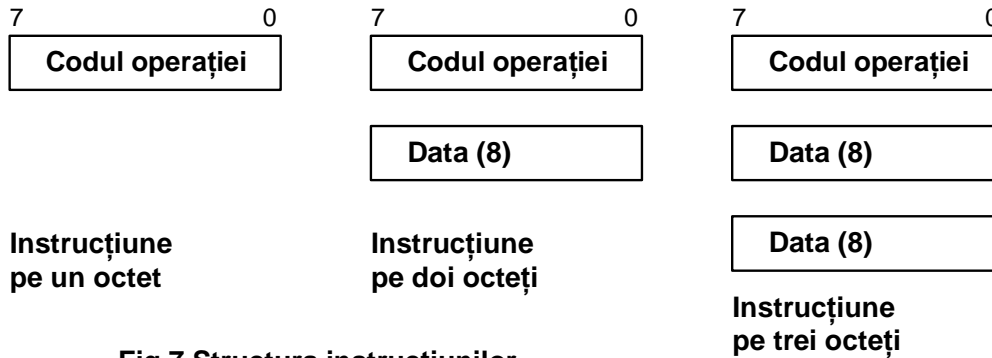 7 0
Codul operației
Instrucțiune
pe un octet
7 0
Codul operației
Data (8)
Instrucțiune
pe doi octeți
7 0
Codul operației
Data (8)
Data (8)
Instrucțiune
pe trei octeți
Fig 7 Structura instrucțiunilor